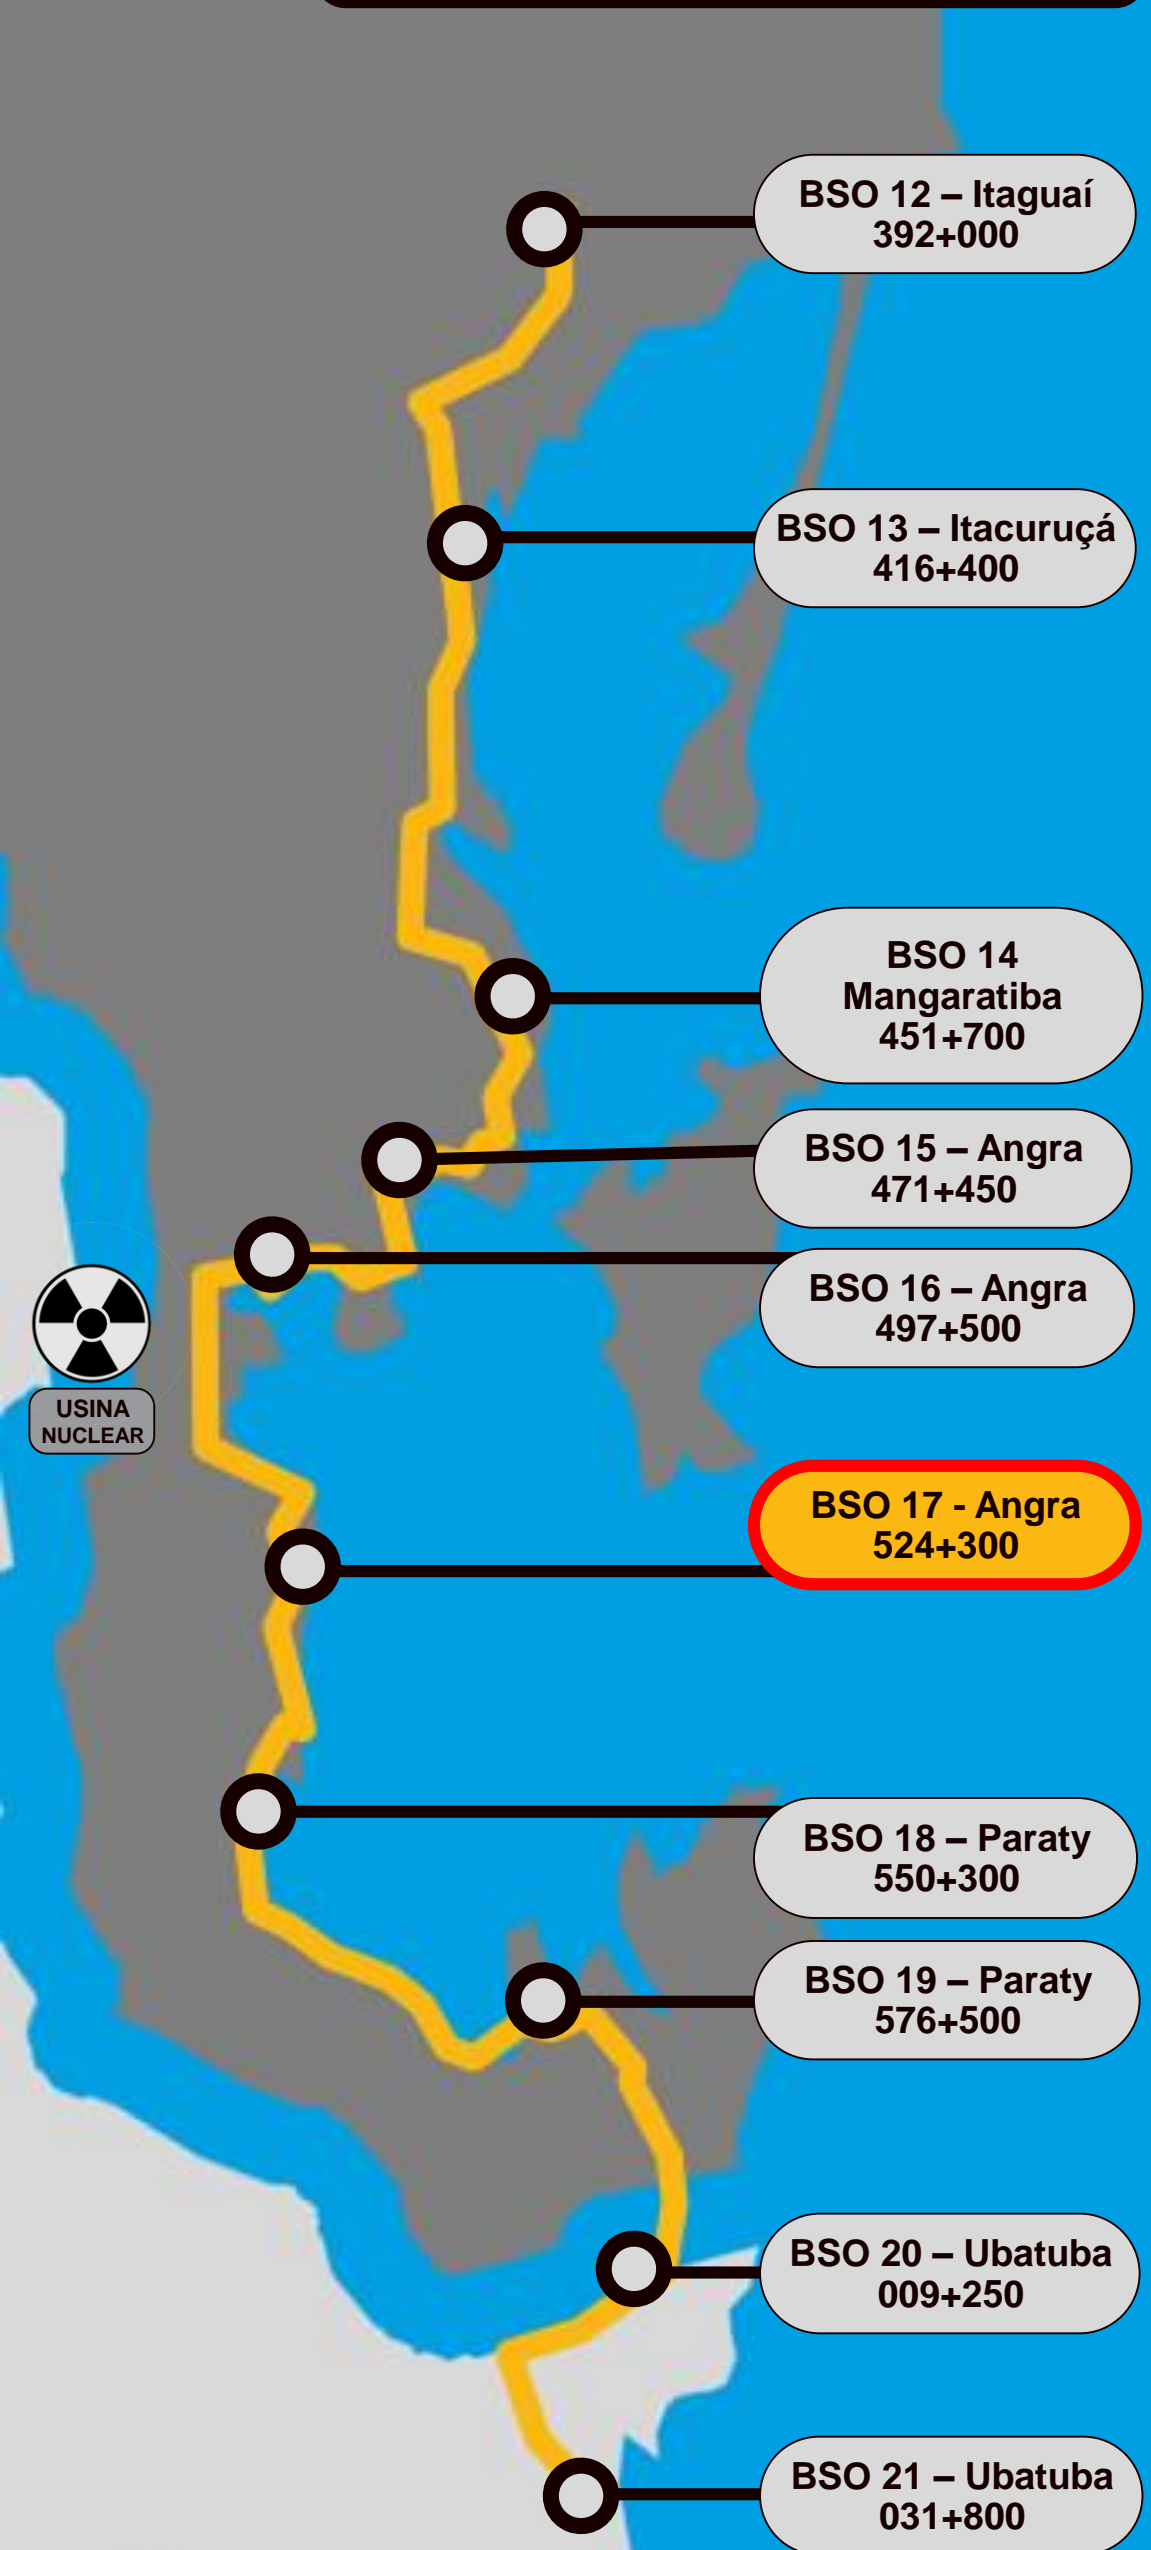 BSO 12 – Itaguaí
392+000
BSO 13 – Itacuruçá
416+400
BSO 14
Mangaratiba
451+700
BSO 15 – Angra
471+450
BSO 16 – Angra
497+500
USINA
NUCLEAR
BSO 17 - Angra
524+300
BSO 18 – Paraty
550+300
BSO 19 – Paraty
576+500
BSO 20 – Ubatuba
009+250
BSO 21 – Ubatuba
031+800